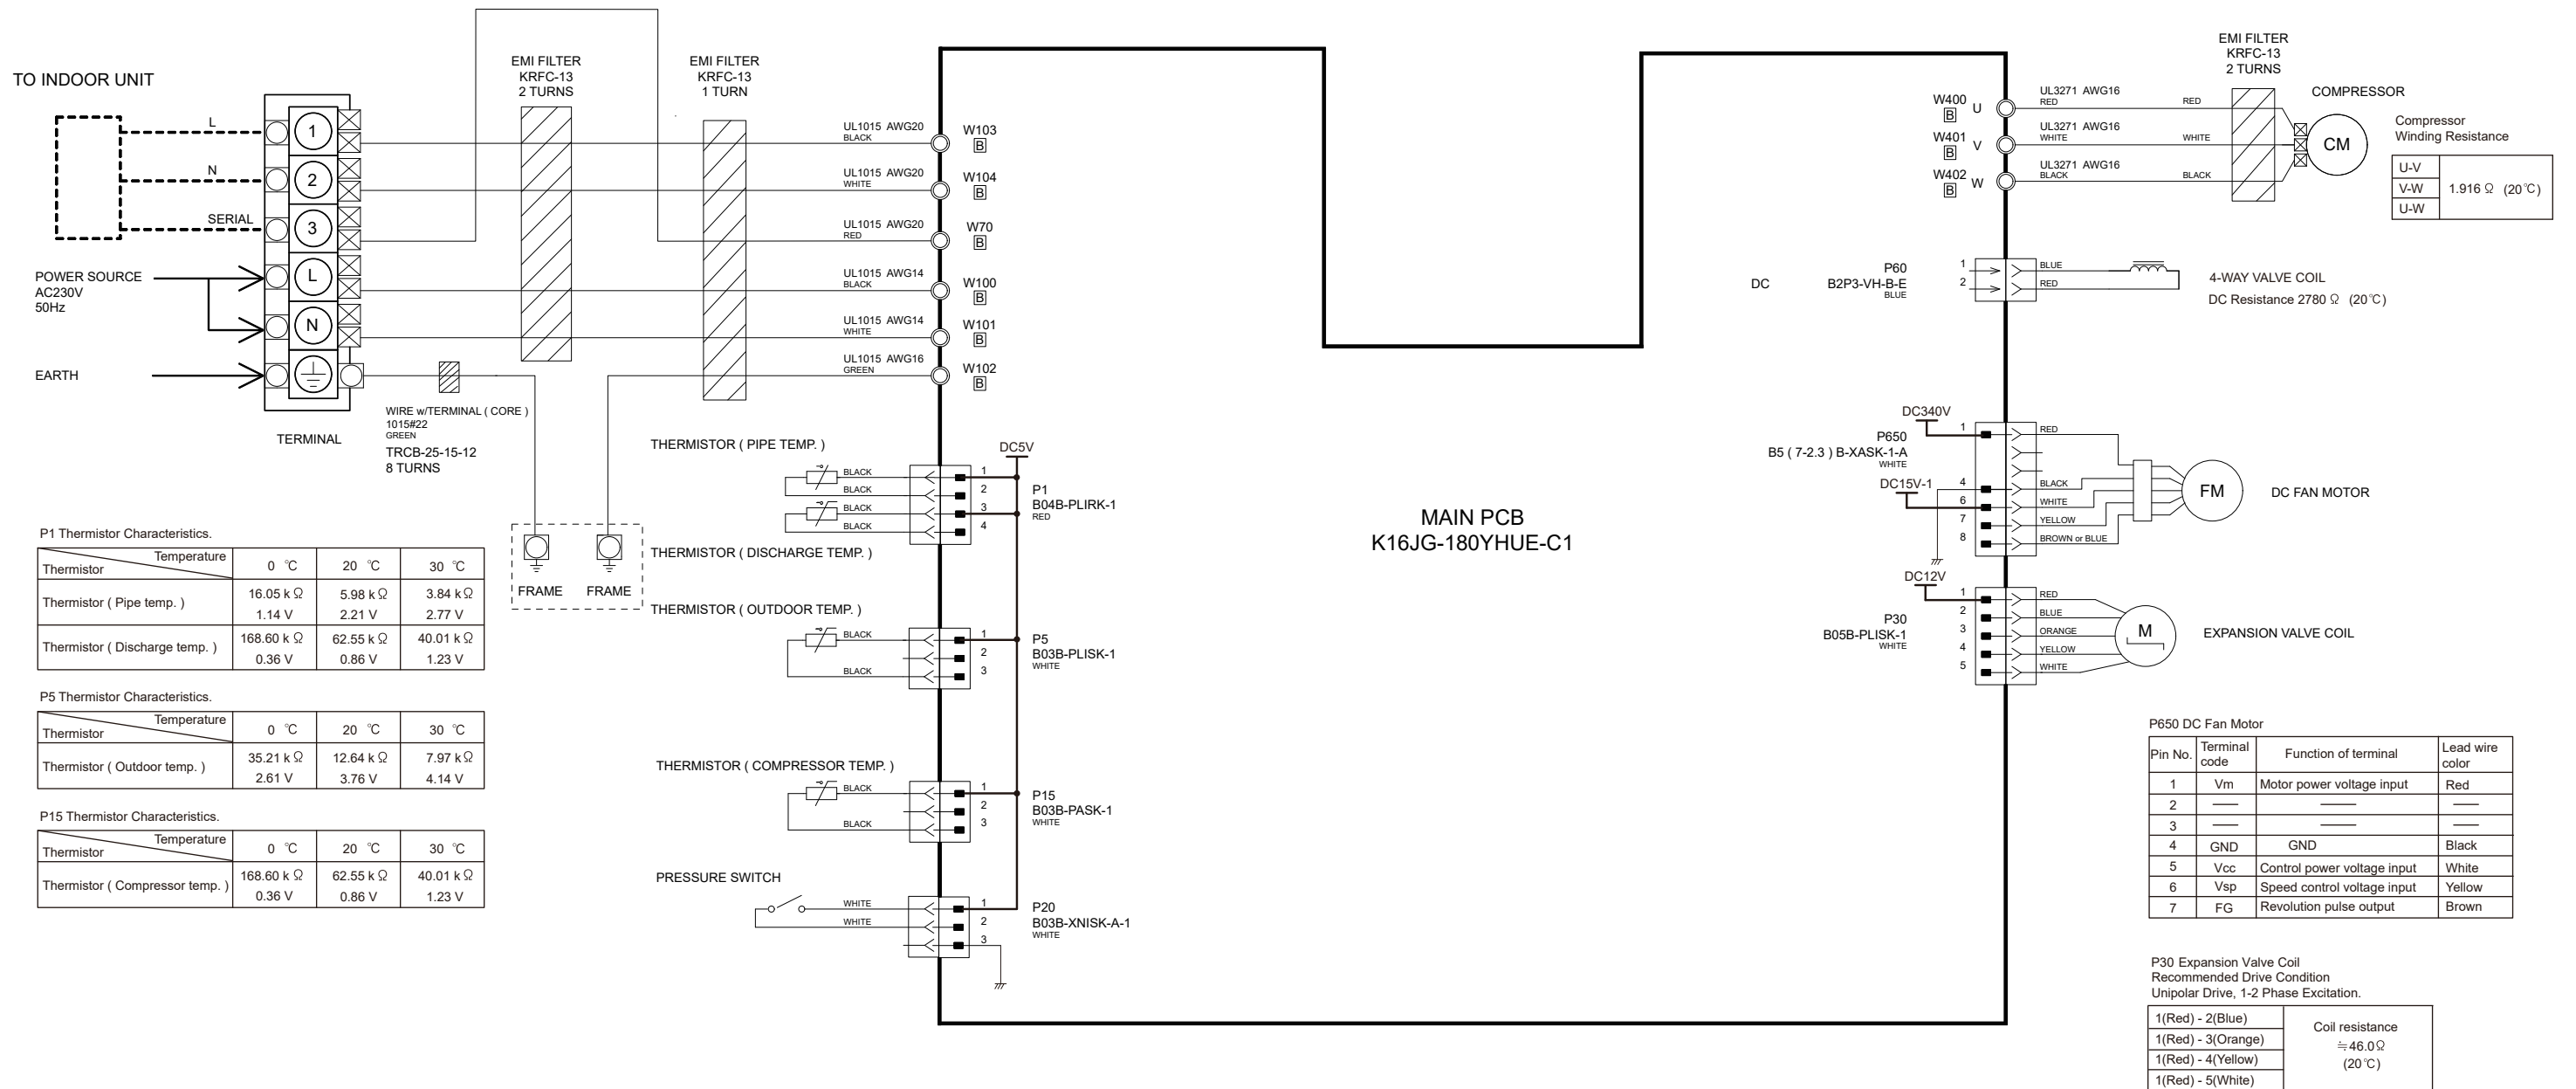 TO INDOOR UNIT
L
N
SERIAL
POWER SOURCE
AC230V
50Hz
EARTH
1
2
3
L
N
TERMINAL
EMI FILTER
KRFC-13
2 TURNS
EMI FILTER
KRFC-13
1 TURN
WIRE w/TERMINAL ( CORE )
1015#22
GREEN
TRCB-25-15-12
8 TURNS
FRAME
FRAME
UL1015 AWG20
BLACK
W103
B
UL1015 AWG20
WHITE
W104
B
UL1015 AWG20
RED
W70
B
UL1015 AWG14
BLACK
W100
B
UL1015 AWG14
WHITE
W101
B
UL1015 AWG16
GREEN
W102
B
THERMISTOR ( PIPE TEMP. )
BLACK
BLACK
BLACK
BLACK
THERMISTOR ( DISCHARGE TEMP. )
DC5V
1
2
3
4
P1
B04B-PLIRK-1
RED
THERMISTOR ( OUTDOOR TEMP. )
BLACK
BLACK
1
2
3
P5
B03B-PLISK-1
WHITE
THERMISTOR ( COMPRESSOR TEMP. )
BLACK
BLACK
1
2
3
P15
B03B-PASK-1
WHITE
PRESSURE SWITCH
WHITE
WHITE
1
2
3
P20
B03B-XNISK-A-1
WHITE
P1 Thermistor Characteristics.
Temperature
Thermistor
0 ℃ 20 ℃ 30 ℃
Thermistor ( Pipe temp. )
16.05 k Ω 5.98 k Ω 3.84 k Ω
1.14 V 2.21 V 2.77 V
Thermistor ( Discharge temp. )
168.60 k Ω 62.55 k Ω 40.01 k Ω
0.36 V 0.86 V 1.23 V
P5 Thermistor Characteristics.
Temperature
Thermistor
0 ℃ 20 ℃ 30 ℃
Thermistor ( Outdoor temp. )
35.21 k Ω 12.64 k Ω 7.97 k Ω
2.61 V 3.76 V 4.14 V
P15 Thermistor Characteristics.
Temperature
Thermistor
0 ℃ 20 ℃ 30 ℃
Thermistor ( Compressor temp. )
168.60 k Ω 62.55 k Ω 40.01 k Ω
0.36 V 0.86 V 1.23 V
MAIN PCB
K16JG-180YHUE-C1
W400
B
U
UL3271 AWG16
RED
RED
W401
B
V
UL3271 AWG16
WHITE
WHITE
W402
B
W
UL3271 AWG16
BLACK
BLACK
EMI FILTER
KRFC-13
2 TURNS
COMPRESSOR
CM
Compressor
Winding Resistance
U-V
V-W
U-W
1.916 Ω (20℃)
DC
P60
B2P3-VH-B-E
BLUE
1
2
BLUE
RED
4-WAY VALVE COIL
DC Resistance 2780 Ω (20℃)
DC340V
P650
B5 ( 7-2.3 ) B-XASK-1-A
WHITE
DC15V-1
1
4
6
7
8
RED
BLACK
WHITE
YELLOW
BROWN or BLUE
FM
DC FAN MOTOR
DC12V
P30
B05B-PLISK-1
WHITE
1
2
3
4
5
RED
BLUE
ORANGE
YELLOW
WHITE
M
EXPANSION VALVE COIL
P650 DC Fan Motor
Pin No. Terminal code Function of terminal Lead wire color
1 Vm Motor power voltage input Red
2 — — —
3 — — —
4 GND GND Black
5 Vcc Control power voltage input White
6 Vsp Speed control voltage input Yellow
7 FG Revolution pulse output Brown
P30 Expansion Valve Coil
Recommended Drive Condition
Unipolar Drive, 1-2 Phase Excitation.
1(Red) - 2(Blue)
1(Red) - 3(Orange)
1(Red) - 4(Yellow)
1(Red) - 5(White)
Coil resistance
≒46.0Ω
(20℃)